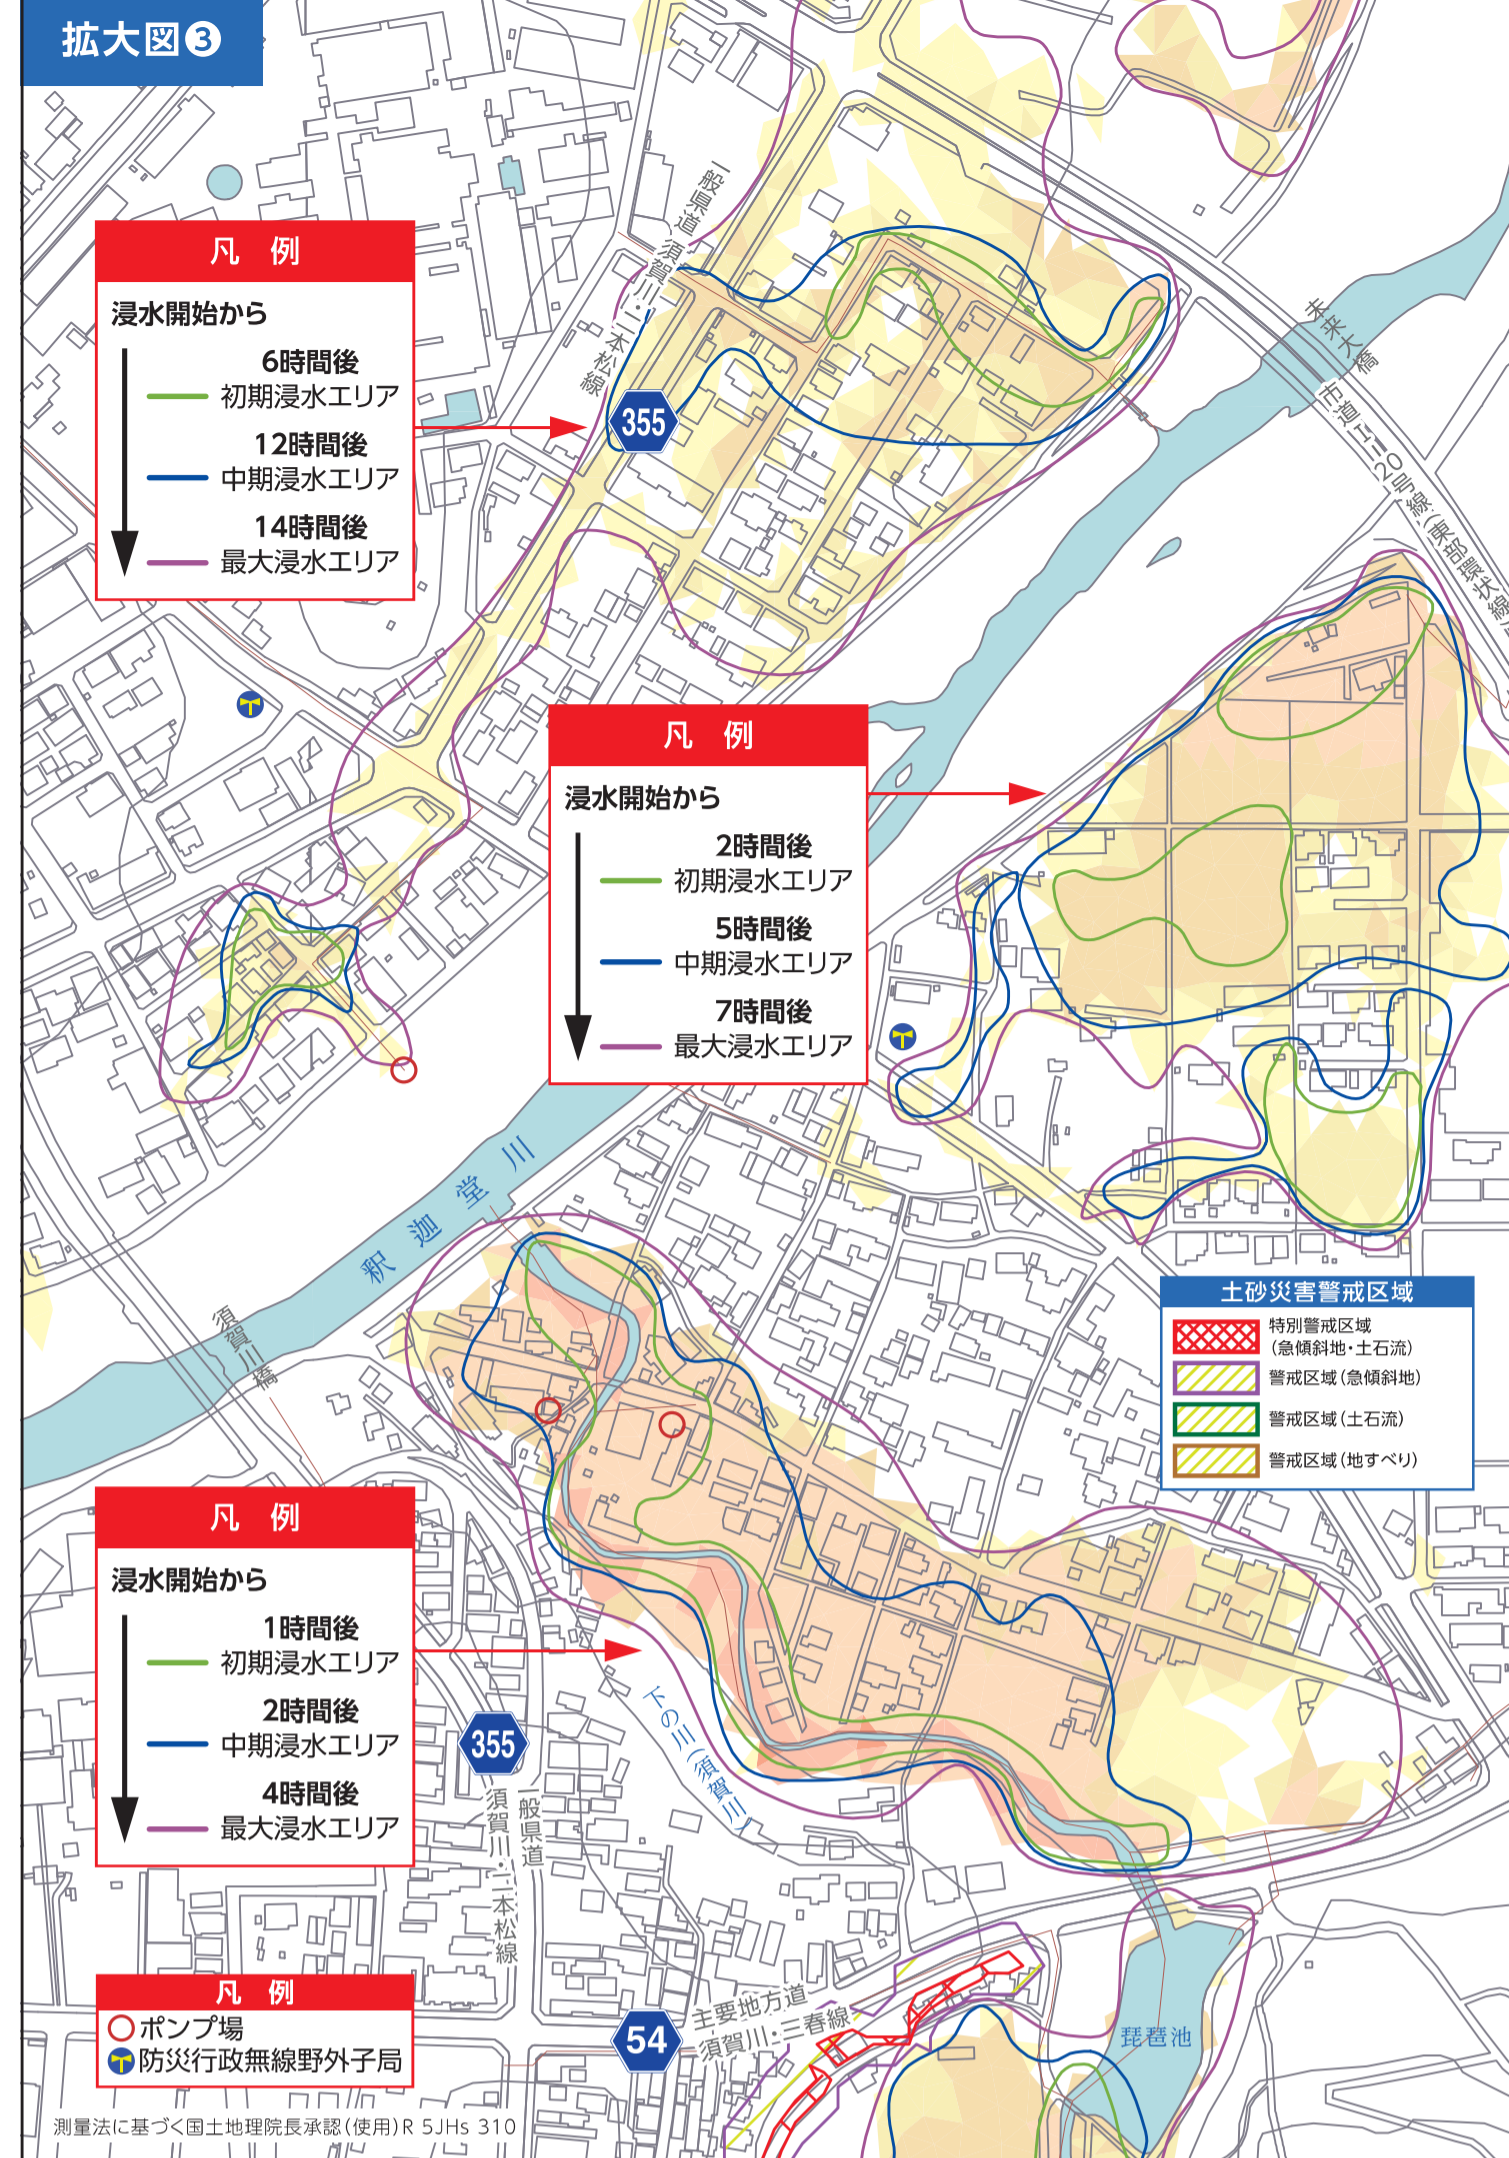 拡大図❸
一般県道 須賀川・二本松線
凡 例
浸水開始から
6時間後
初期浸水エリア
12時間後
中期浸水エリア
14時間後
最大浸水エリア
355
未来大橋
市道1-20号線(東部環状線)
凡 例
浸水開始から
2時間後
初期浸水エリア
5時間後
中期浸水エリア
7時間後
最大浸水エリア
釈迦堂川
須賀川橋
土砂災害警戒区域
特別警戒区域
(急傾斜地・土石流)
警戒区域(急傾斜地)
警戒区域(土石流)
警戒区域(地すべり)
凡 例
浸水開始から
1時間後
初期浸水エリア
2時間後
中期浸水エリア
4時間後
最大浸水エリア
下の川(須賀川)
355
一般県道
須賀川・二本松線
凡 例
ポンプ場
防災行政無線野外子局
54
主要地方道
須賀川・三春線
琵琶池
測量法に基づく国土地理院長承認(使用)R 5JHs 310